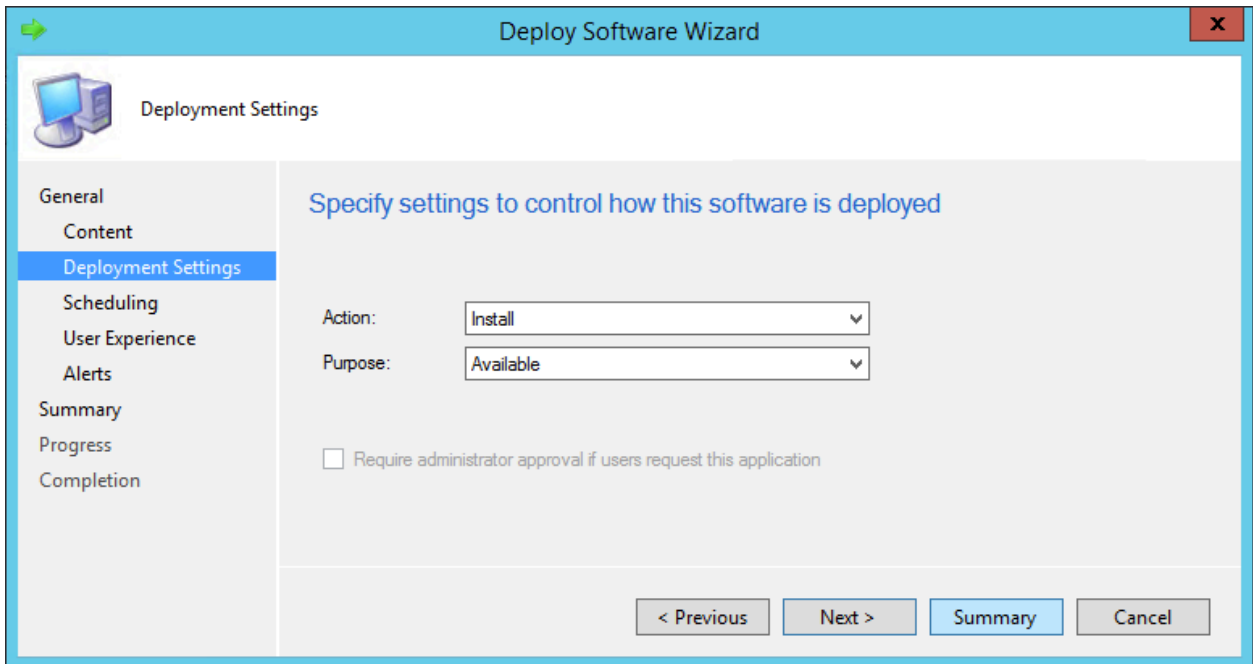 Deploy Software Wizard
X
Deployment Settings
General
Content
Deployment Settings
Scheduling
User Experience
Alerts
Summary
Progress
Completion
Specify settings to control how this software is deployed
Action: Install
Purpose: Available
Require administrator approval if users request this application
< Previous Next > Summary Cancel